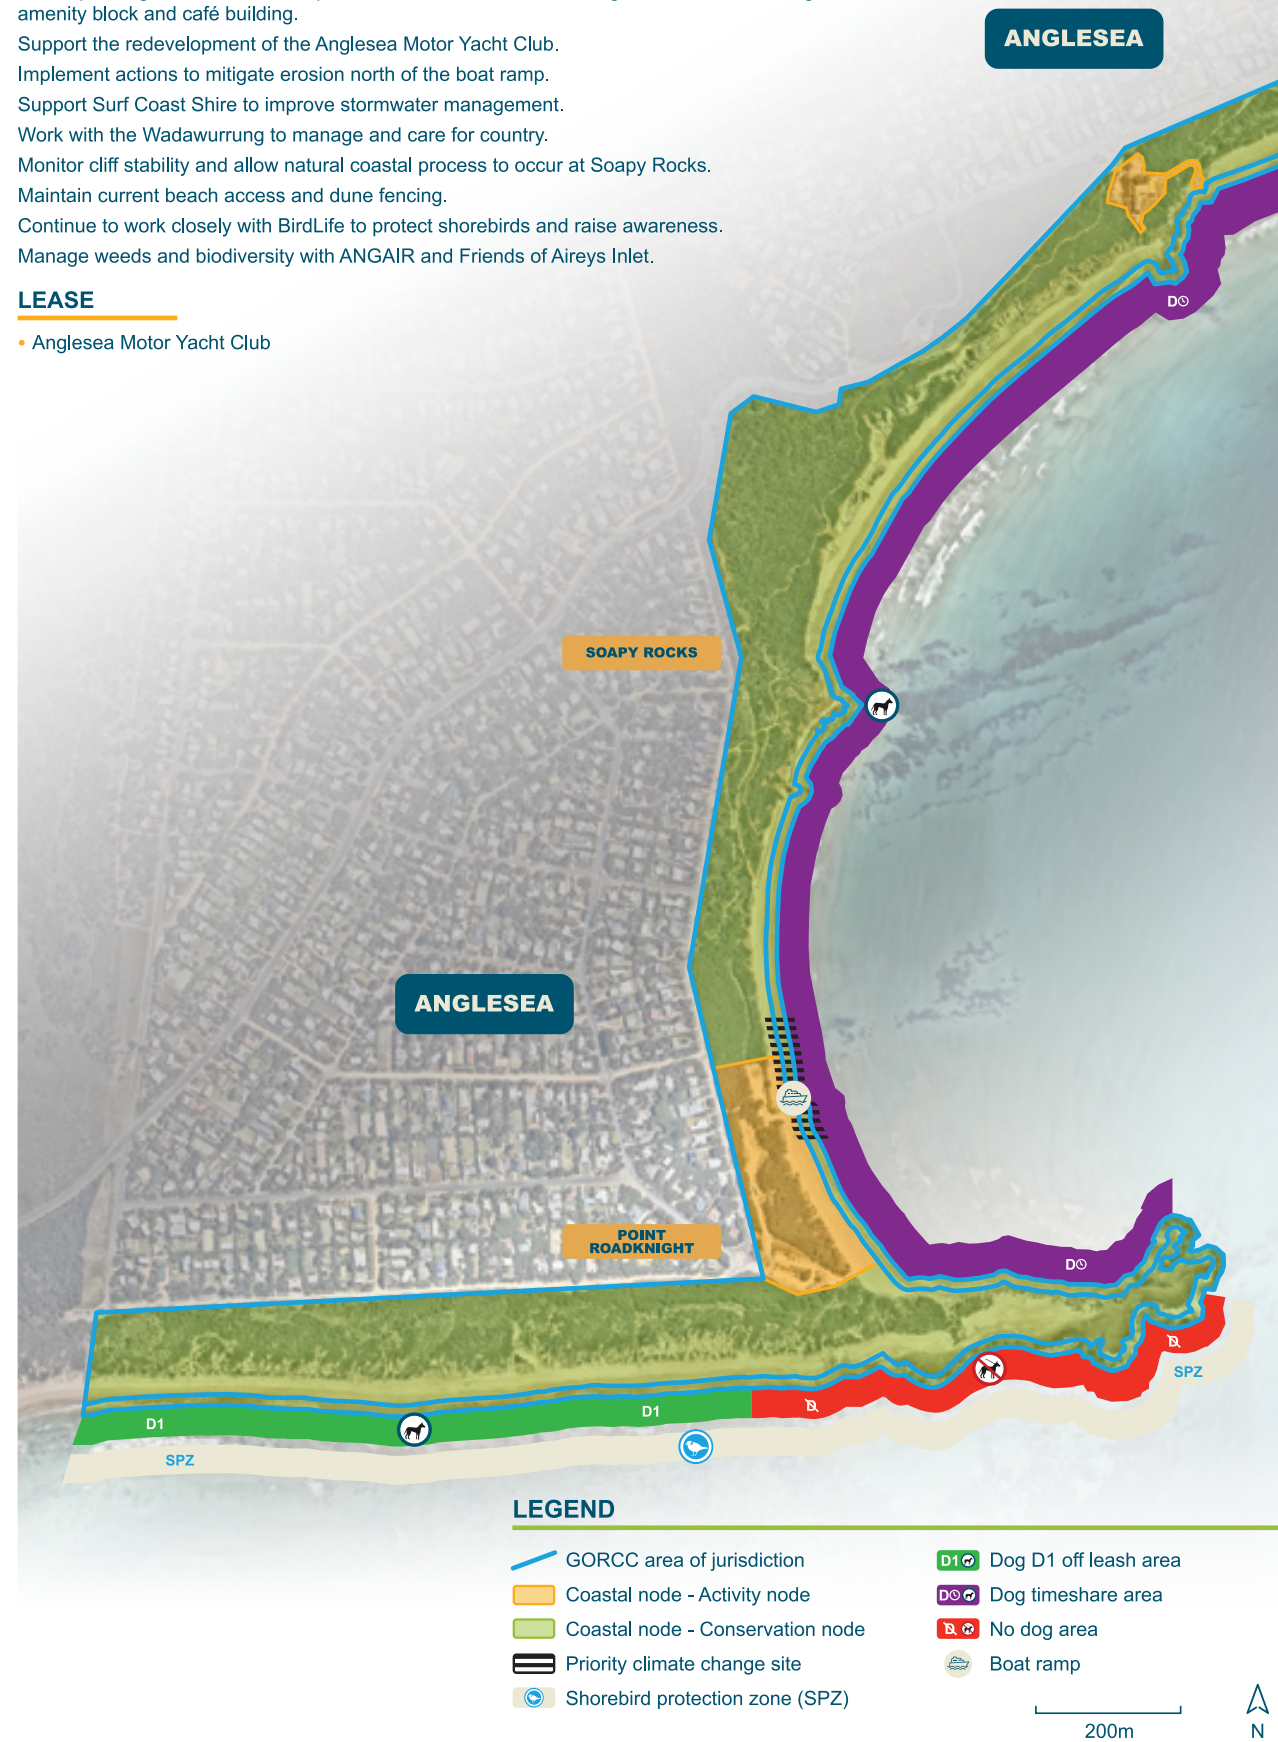 amenity block and café building.
Support the redevelopment of the Anglesea Motor Yacht Club.
Implement actions to mitigate erosion north of the boat ramp.
Support Surf Coast Shire to improve stormwater management.
Work with the Wadawurrung to manage and care for country.
Monitor cliff stability and allow natural coastal process to occur at Soapy Rocks.
Maintain current beach access and dune fencing.
Continue to work closely with BirdLife to protect shorebirds and raise awareness.
Manage weeds and biodiversity with ANGAIR and Friends of Aireys Inlet.
LEASE
• Anglesea Motor Yacht Club
ANGLESEA
D
SOAPY ROCKS
ANGLESEA
POINT
ROADKNIGHT
D
D
SPZ
D1
D1
D
SPZ
LEGEND
GORCC area of jurisdiction
Coastal node - Activity node
Coastal node - Conservation node
Priority climate change site
Shorebird protection zone (SPZ)
D1 Dog D1 off leash area
D Dog timeshare area
D No dog area
Boat ramp
200m
N